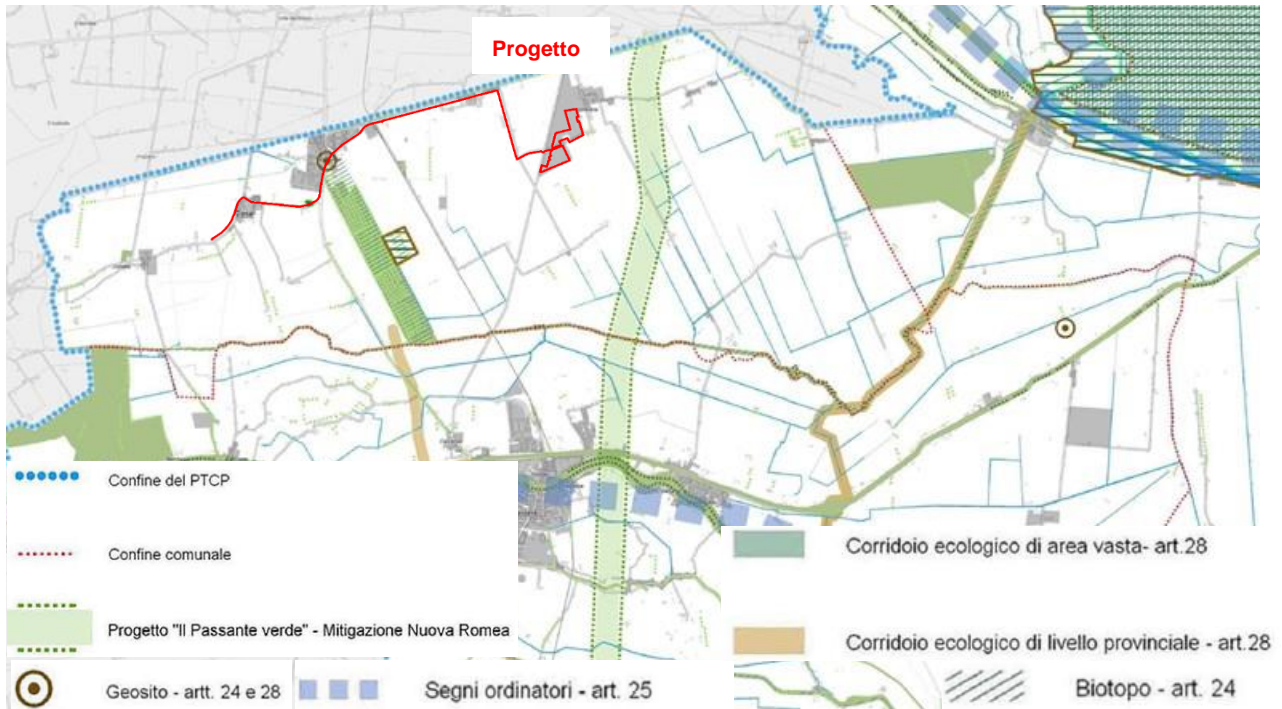 Progetto
Confine del PTCP
Confine comunale
Progetto "Il Passante verde" - Mitigazione Nuova Romea
Corridoio ecologico di area vasta- art.28
Corridoio ecologico di livello provinciale - art.28
Geosito - artt. 24 e 28
Segni ordinatori - art. 25
Biotopo - art. 24